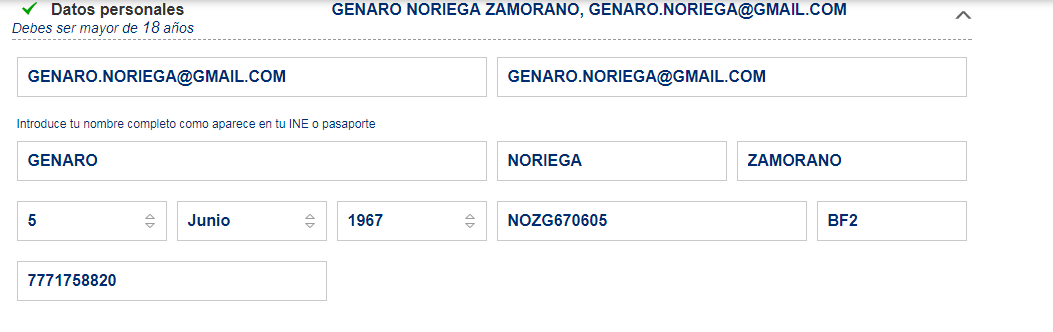 Datos personales GENARO NORIEGA ZAMORANO, GENARO.NORIEGA@GMAIL.COM
Debes ser mayor de 18 años
GENARO.NORIEGA@GMAIL.COM GENARO.NORIEGA@GMAIL.COM
Introduce tu nombre completo como aparece en tu INE o pasaporte
GENARO NORIEGA ZAMORANO
5 Junio 1967 NOZG670605 BF2
7771758820